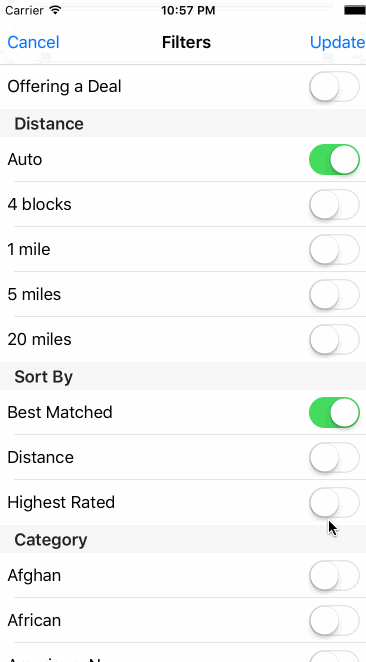 Carrier 10:57 PM
Cancel Filters Update
Offering a Deal
Distance
Auto
4 blocks
1 mile
5 miles
20 miles
Sort By
Best Matched
Distance
Highest Rated
Category
Afghan
African